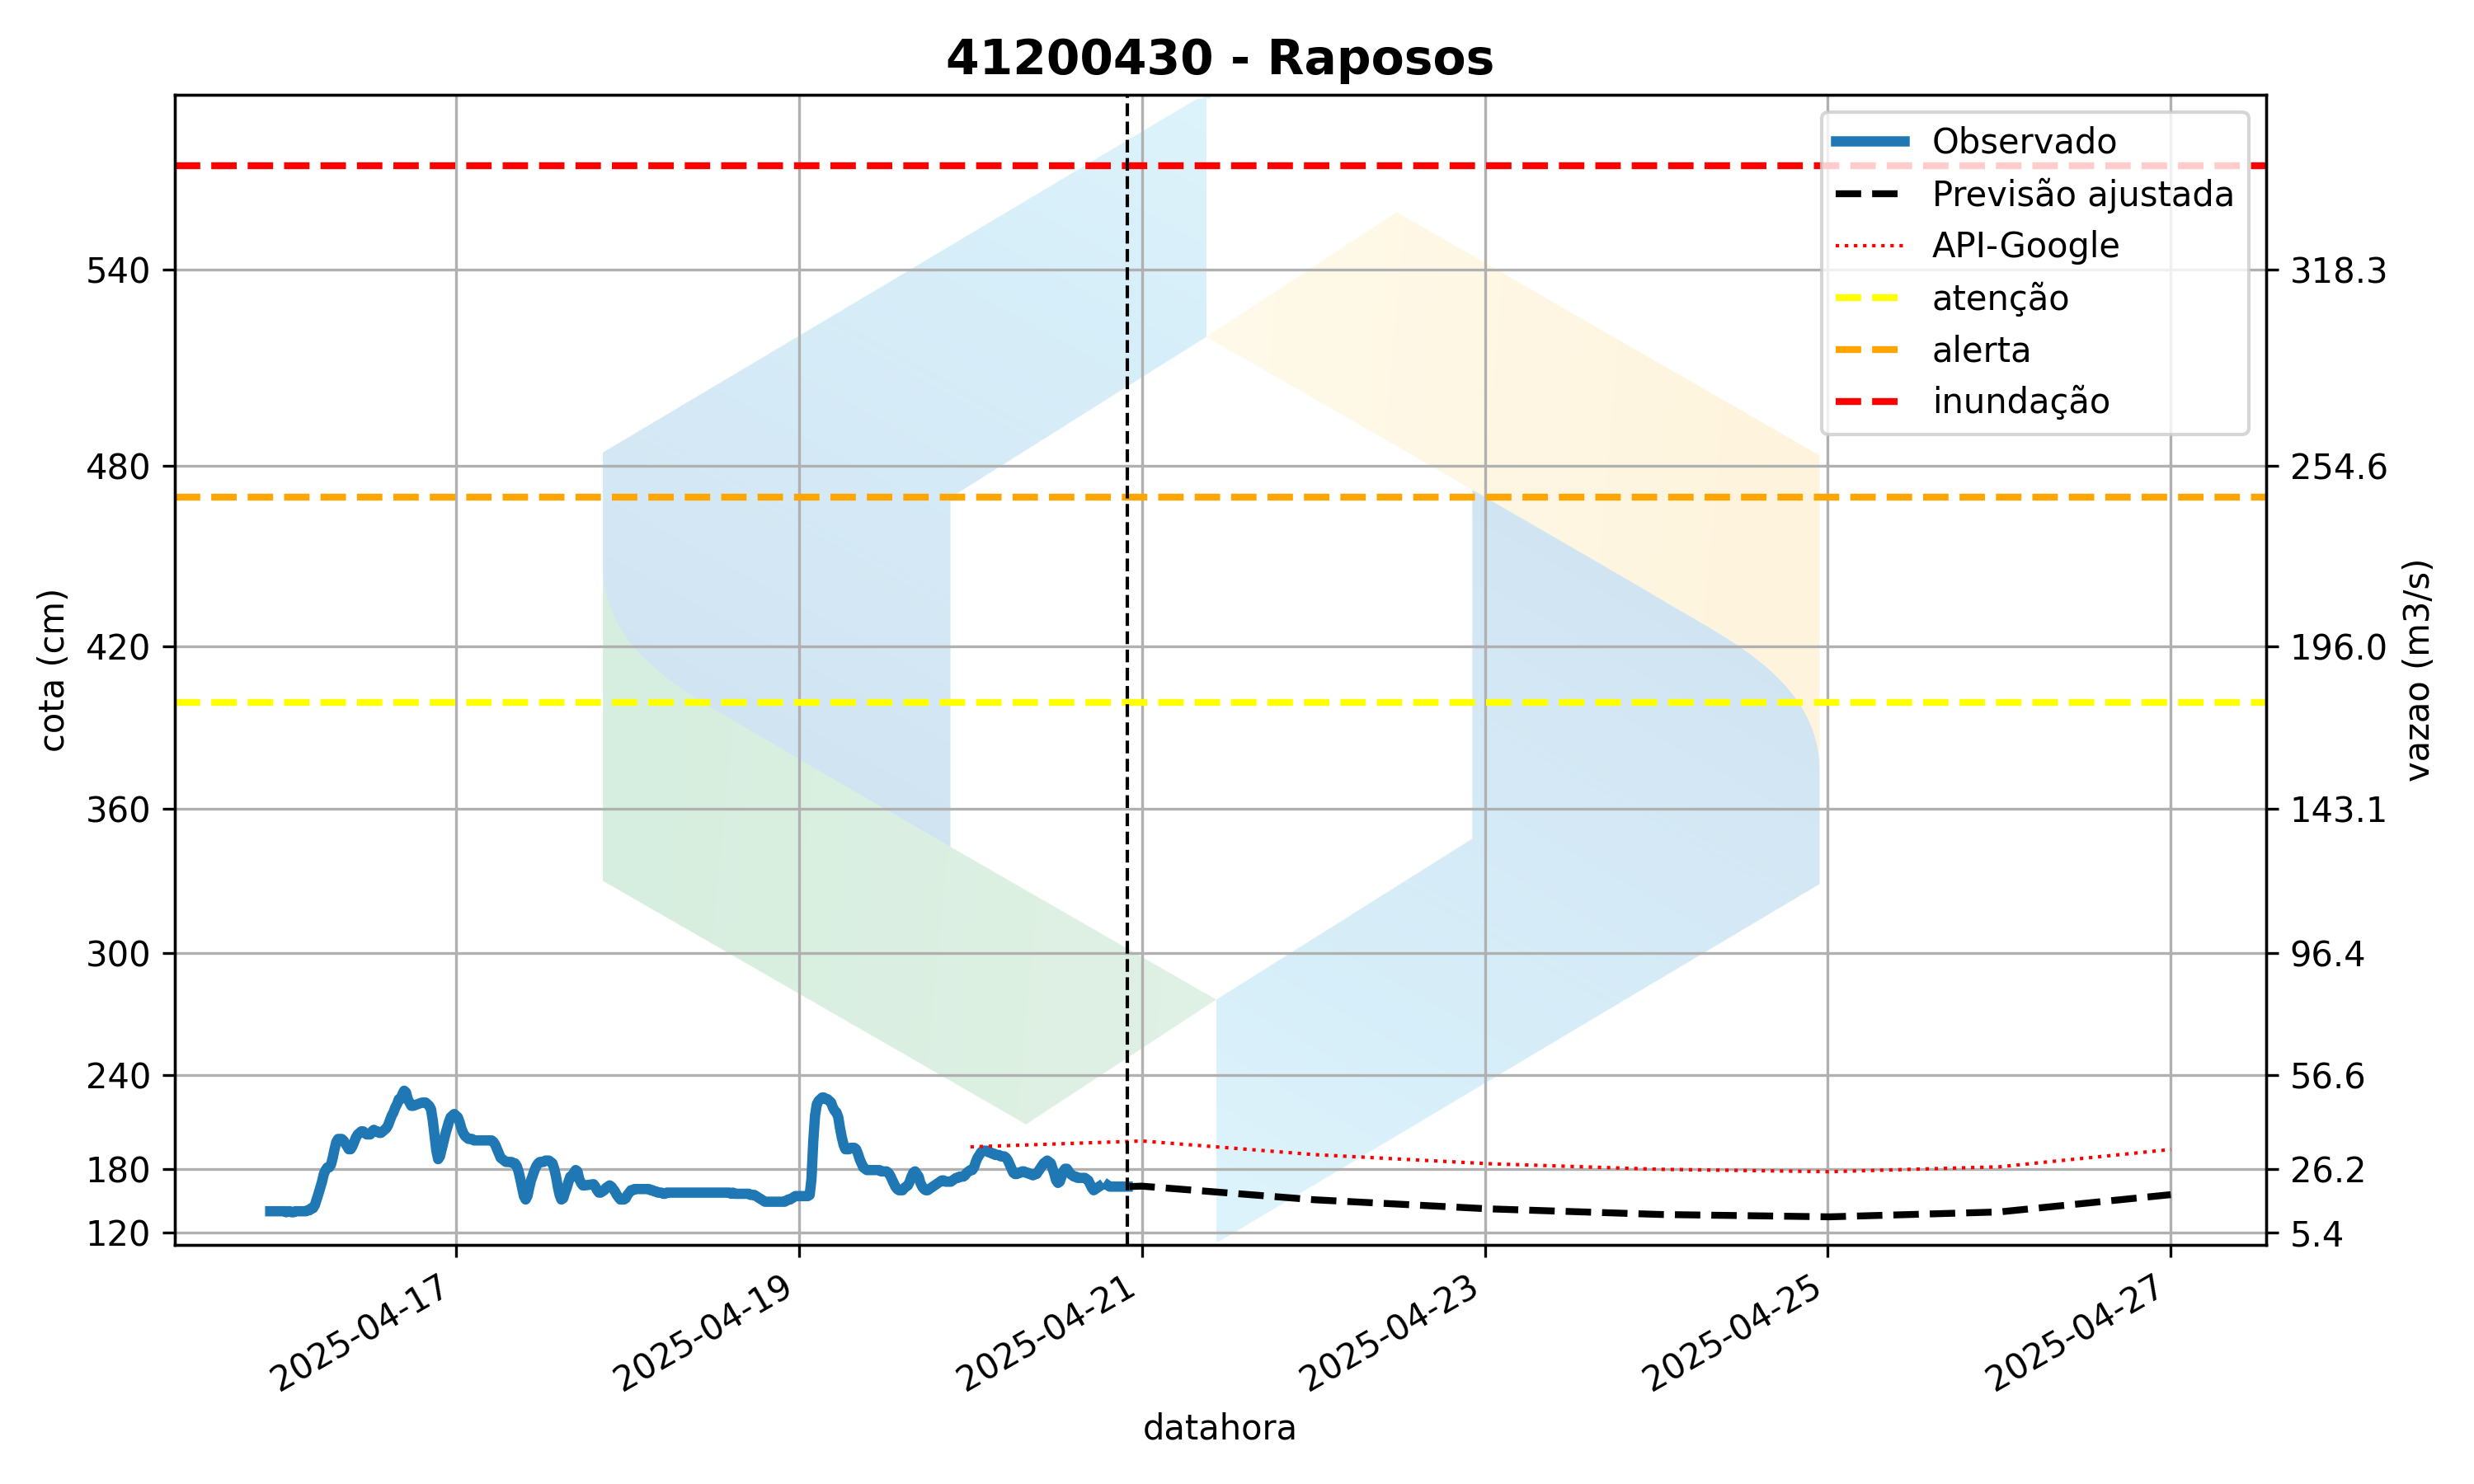 41200430 - Raposos
Observado
Previsão ajustada
API-Google
atenção
alerta
inundação
540
480
420
360
300
240
180
120
cota (cm)
318.3
254.6
196.0
143.1
96.4
56.6
26.2
5.4
vazao (m3/s)
2025-04-17
2025-04-19
2025-04-21
2025-04-23
2025-04-25
2025-04-27
datahora